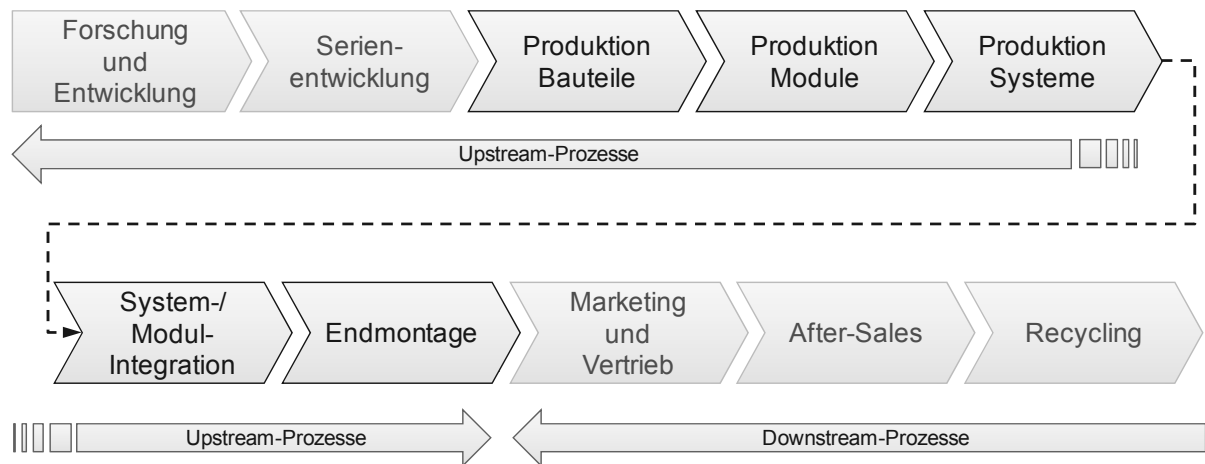 Forschung
und
Entwicklung
Serien-
entwicklung
Produktion
Bauteile
Produktion
Module
Produktion
Systeme
Upstream-Prozesse
System-/
Modul-
Integration
Endmontage
Marketing
und
Vertrieb
After-Sales
Recycling
Upstream-Prozesse
Downstream-Prozesse